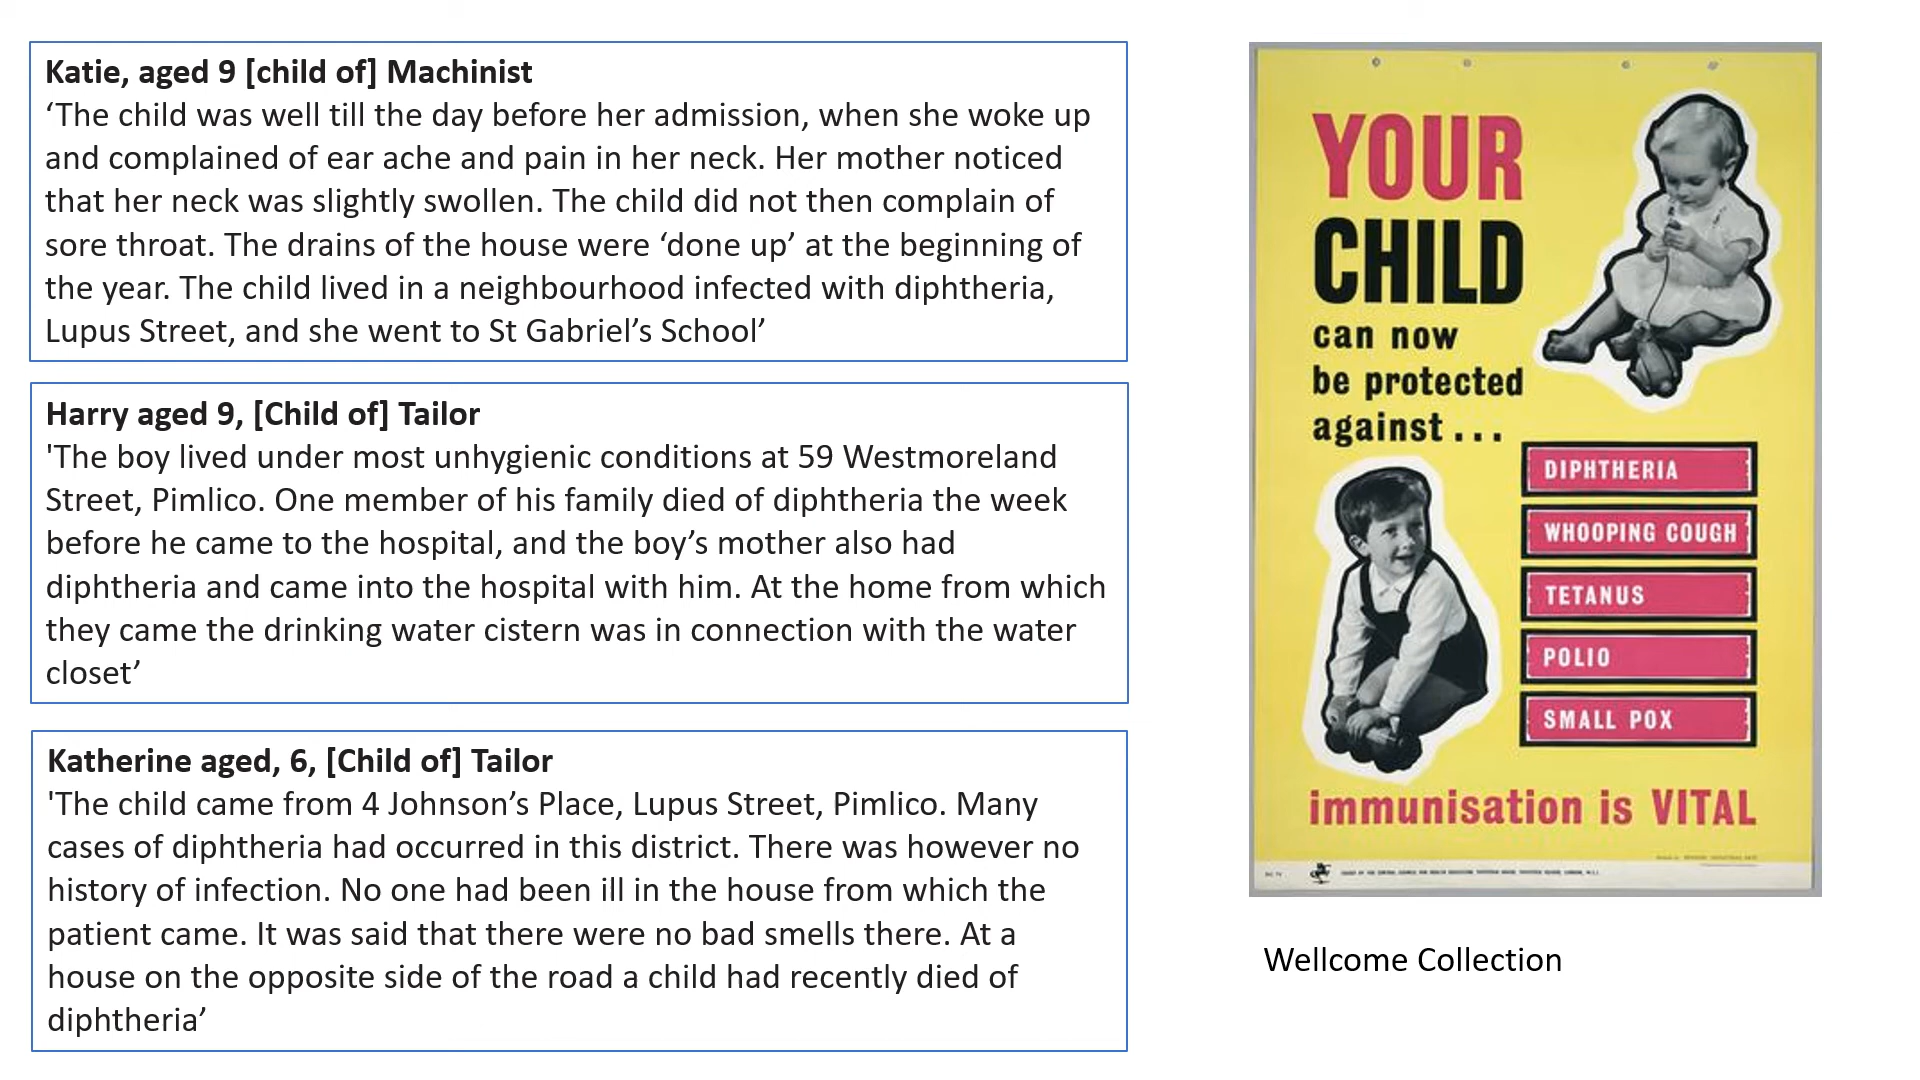 Katie, aged 9 [child of] Machinist
‘The child was well till the day before her admission, when she woke up
and complained of ear ache and pain in her neck. Her mother noticed
that her neck was slightly swollen. The child did not then complain of
sore throat. The drains of the house were ‘done up’ at the beginning of
the year. The child lived in a neighbourhood infected with diphtheria,
Lupus Street, and she went to St Gabriel’s School’
Harry aged 9, [Child of] Tailor
'The boy lived under most unhygienic conditions at 59 Westmoreland
Street, Pimlico. One member of his family died of diphtheria the week
before he came to the hospital, and the boy’s mother also had
diphtheria and came into the hospital with him. At the home from which
they came the drinking water cistern was in connection with the water
closet’
Katherine aged, 6, [Child of] Tailor
'The child came from 4 Johnson’s Place, Lupus Street, Pimlico. Many
cases of diphtheria had occurred in this district. There was however no
history of infection. No one had been ill in the house from which the
patient came. It was said that there were no bad smells there. At a
house on the opposite side of the road a child had recently died of
diphtheria’
YOUR
CHILD
can now
be protected
against...
DIPHTHERIA
WHOOPING COUGH
TETANUS
POLIO
SMALL POX
immunisation is VITAL
Wellcome Collection